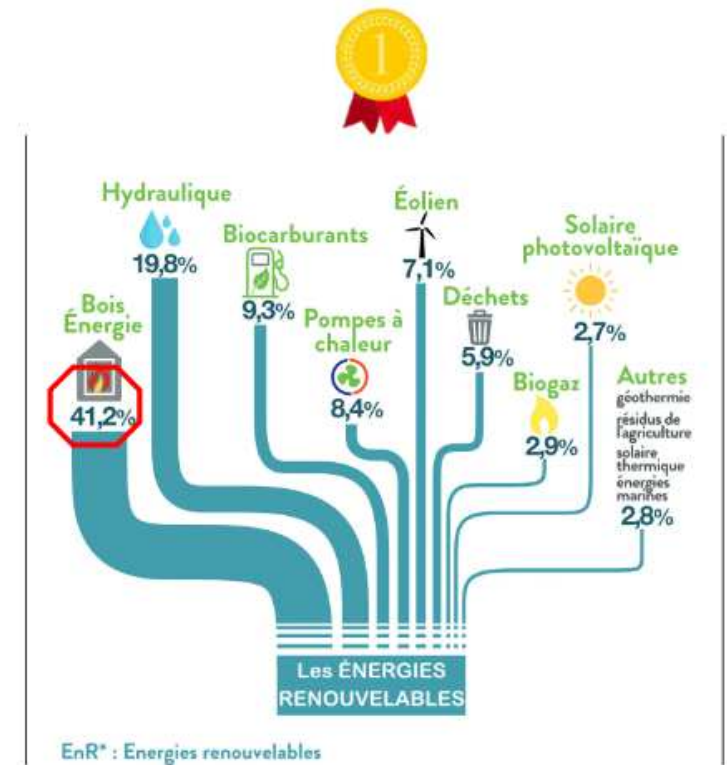 1
Hydraulique
19,8%
Biocarburants
9,3%
Éolien
7,1%
Solaire
photovoltaïque
2,7%
Bois
Énergie
41,2%
Pompes à
chaleur
8,4%
Déchets
5,9%
Biogaz
2,9%
Autres
géothermie
résidus de
l'agriculture
solaire
thermique
énergies
marines
2,8%
Les ÉNERGIES
RENOUVELABLES
EnR* : Energies renouvelables